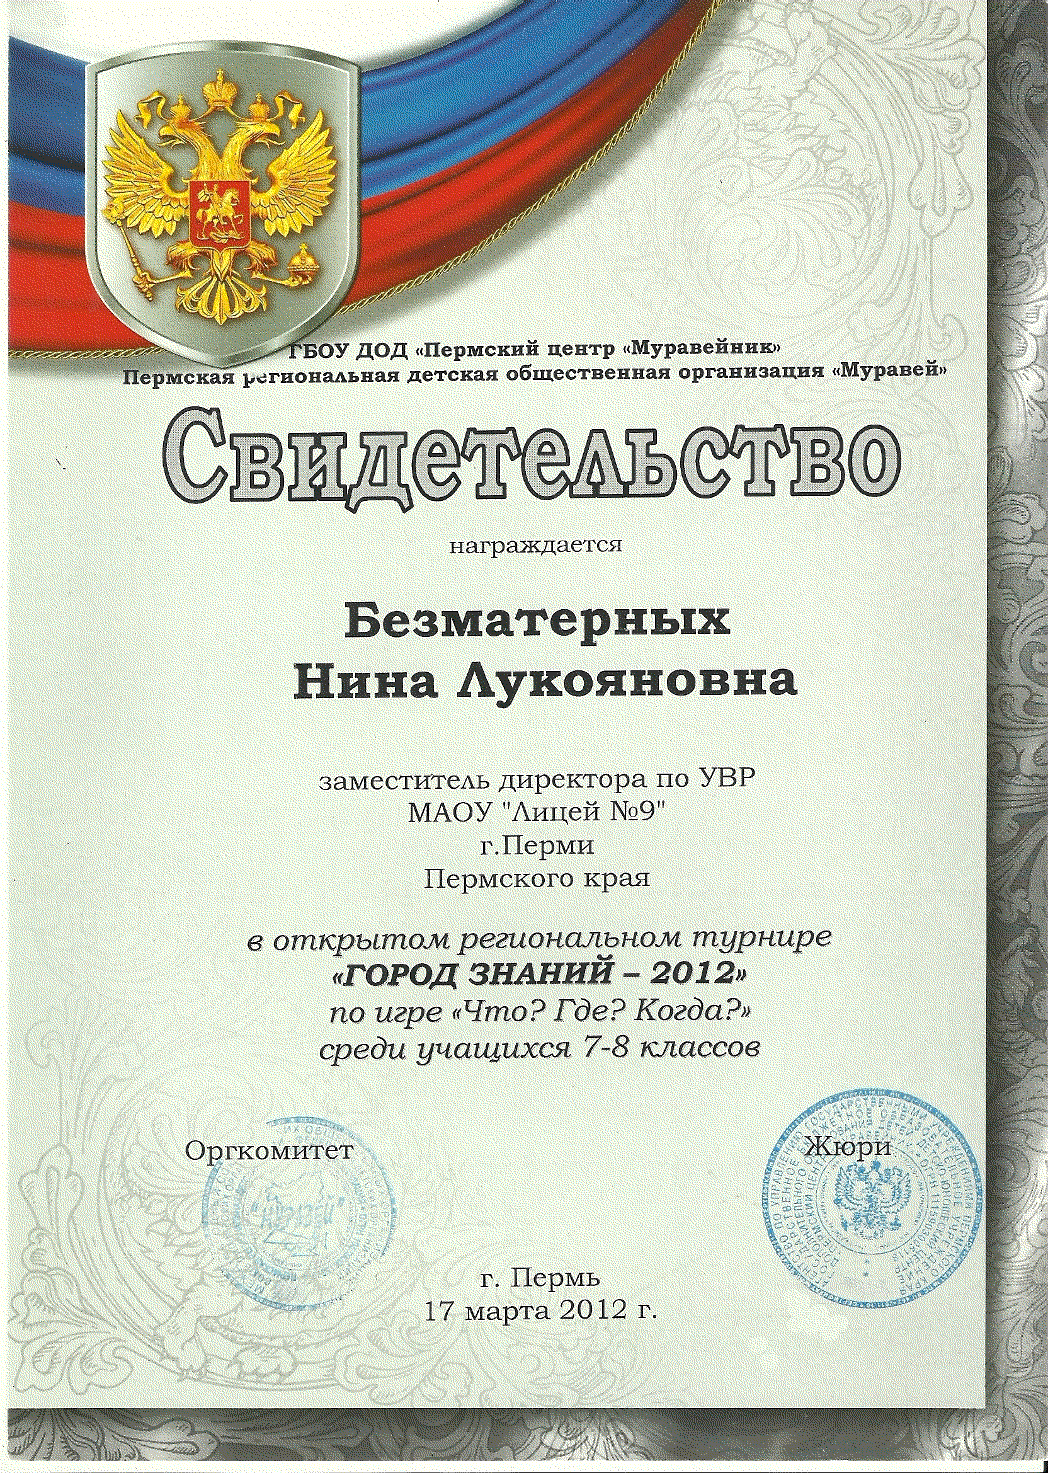 ГБОУ ДОД «Пермский центр «Муравейник»
Пермская региональная детская общественная организация «Муравей»
Свидетельство
награждается
Безматерных
Нина Лукояновна
заместитель директора по УВР
МАОУ "Лицей №9"
г.Перми
Пермского края
в открытом региональном турнире
«ГОРОД ЗНАНИЙ – 2012»
по игре «Что? Где? Когда?»
среди учащихся 7-8 классов
Оргкомитет
Жюри
г. Пермь
17 марта 2012 г.